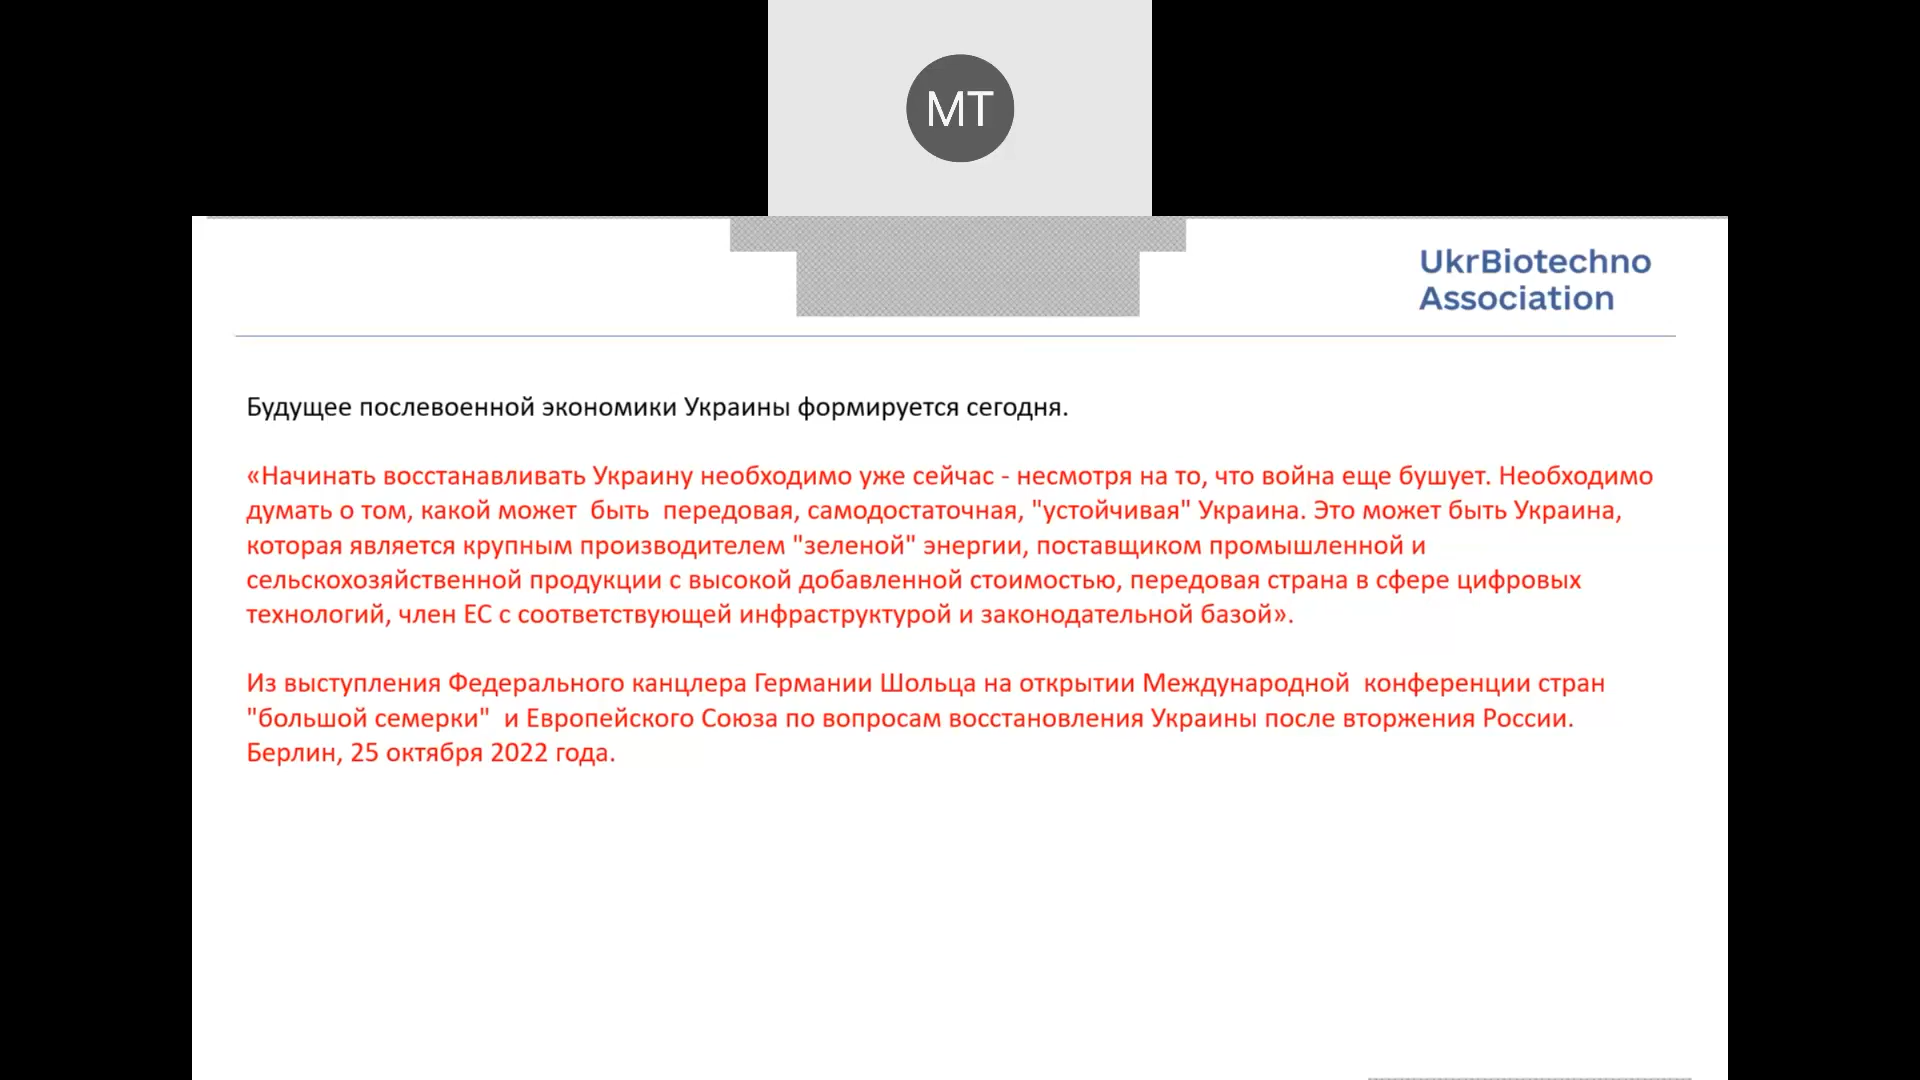 MT
UkrBiotechno
Association
Будущее послевоенной экономики Украины формируется сегодня.
«Начинать восстанавливать Украину необходимо уже сейчас - несмотря на то, что война еще бушует. Необходимо
думать о том, какой может  быть  передовая, самодостаточная, "устойчивая" Украина. Это может быть Украина,
которая является крупным производителем "зеленой" энергии, поставщиком промышленной и
сельскохозяйственной продукции с высокой добавленной стоимостью, передовая страна в сфере цифровых
технологий, член ЕС с соответствующей инфраструктурой и законодательной базой».
Из выступления Федерального канцлера Германии Шольца на открытии Международной  конференции стран
"большой семерки"  и Европейского Союза по вопросам восстановления Украины после вторжения России.
Берлин, 25 октября 2022 года.